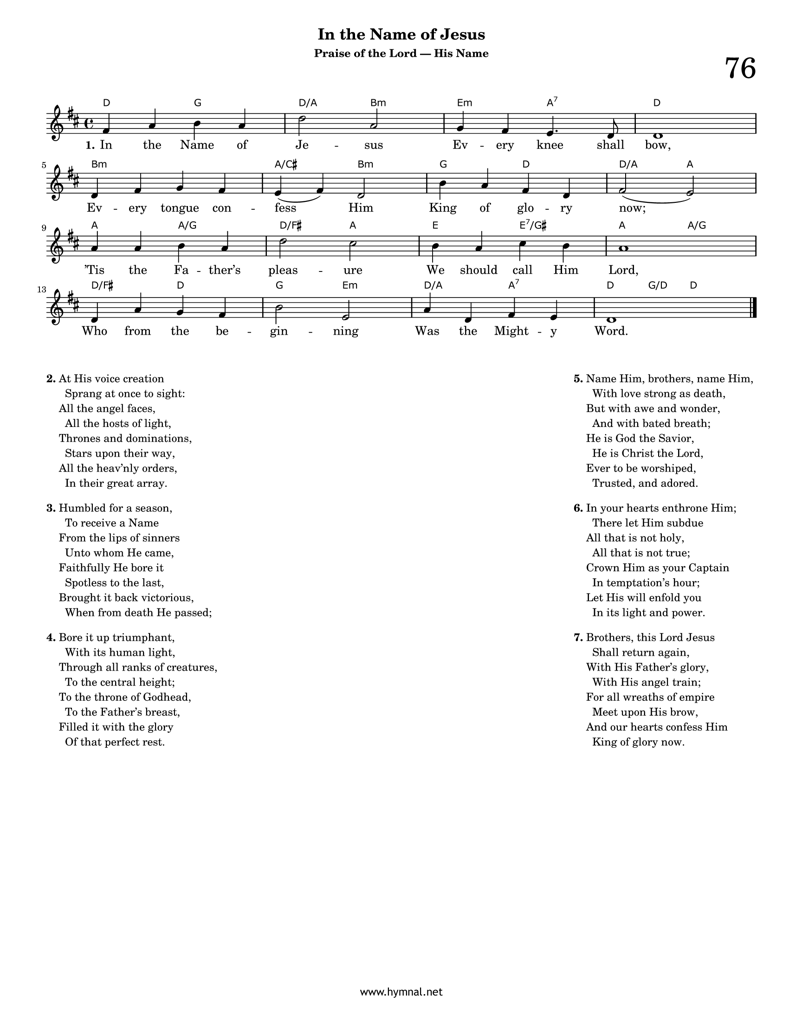 In the Name of Jesus
Praise of the Lord — His Name
76
D G D/A Bm Em A7 D
1. In the Name of Je - sus Ev - ery knee shall bow,
5 Bm A/C♯ Bm G D D/A A
Ev - ery tongue con - fess Him King of glo - ry now;
9 A A/G D/F♯ A E E7/G♯ A A/G
'Tis the Fa - ther's pleas - ure We should call Him Lord,
13 D/F♯ D G Em D/A A7 D G/D D
Who from the be - gin - ning Was the Might - y Word.
2. At His voice creation
Sprang at once to sight:
All the angel faces,
All the hosts of light,
Thrones and dominations,
Stars upon their way,
All the heav'nly orders,
In their great array.
3. Humbled for a season,
To receive a Name
From the lips of sinners
Unto whom He came,
Faithfully He bore it
Spotless to the last,
Brought it back victorious,
When from death He passed;
4. Bore it up triumphant,
With its human light,
Through all ranks of creatures,
To the central height;
To the throne of Godhead,
To the Father's breast,
Filled it with the glory
Of that perfect rest.
5. Name Him, brothers, name Him,
With love strong as death,
But with awe and wonder,
And with bated breath;
He is God the Savior,
He is Christ the Lord,
Ever to be worshiped,
Trusted, and adored.
6. In your hearts enthrone Him;
There let Him subdue
All that is not holy,
All that is not true;
Crown Him as your Captain
In temptation's hour;
Let His will enfold you
In its light and power.
7. Brothers, this Lord Jesus
Shall return again,
With His Father's glory,
With His angel train;
For all wreaths of empire
Meet upon His brow,
And our hearts confess Him
King of glory now.
www.hymnal.net